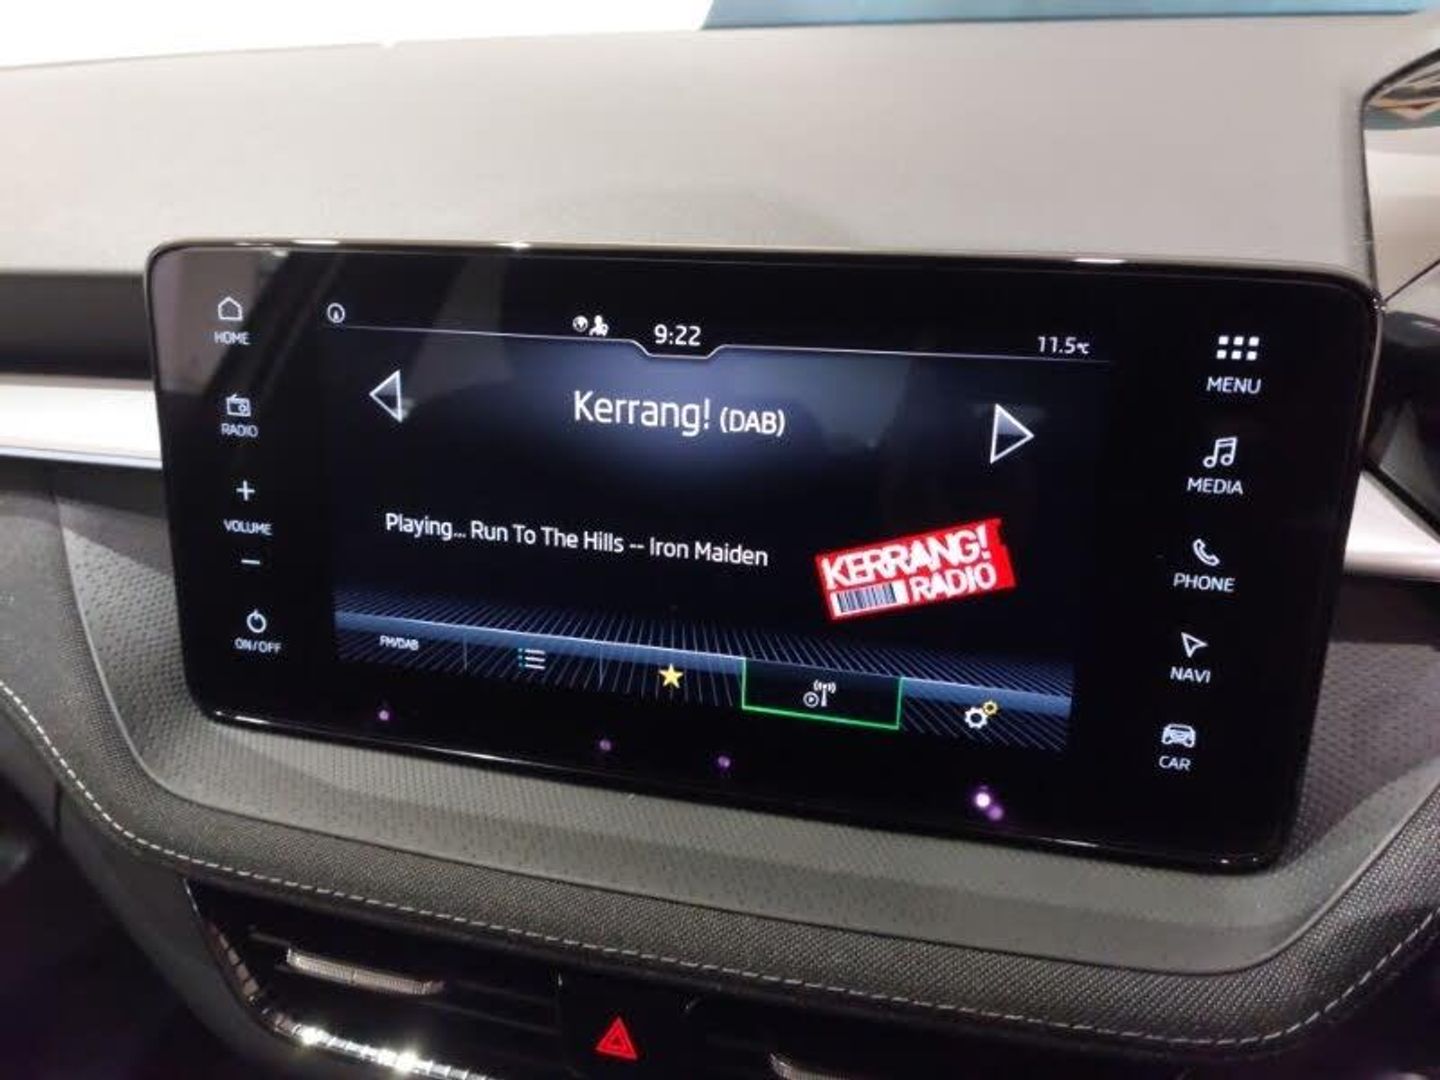 HOME
9:22
11.5°C
MENU
Kerrang! (DAB)
RADIO
MEDIA
VOLUME
Playing... Run To The Hills -- Iron Maiden
KERRANG!
RADIO
PHONE
ON/OFF
FM/DAB
NAVI
CAR